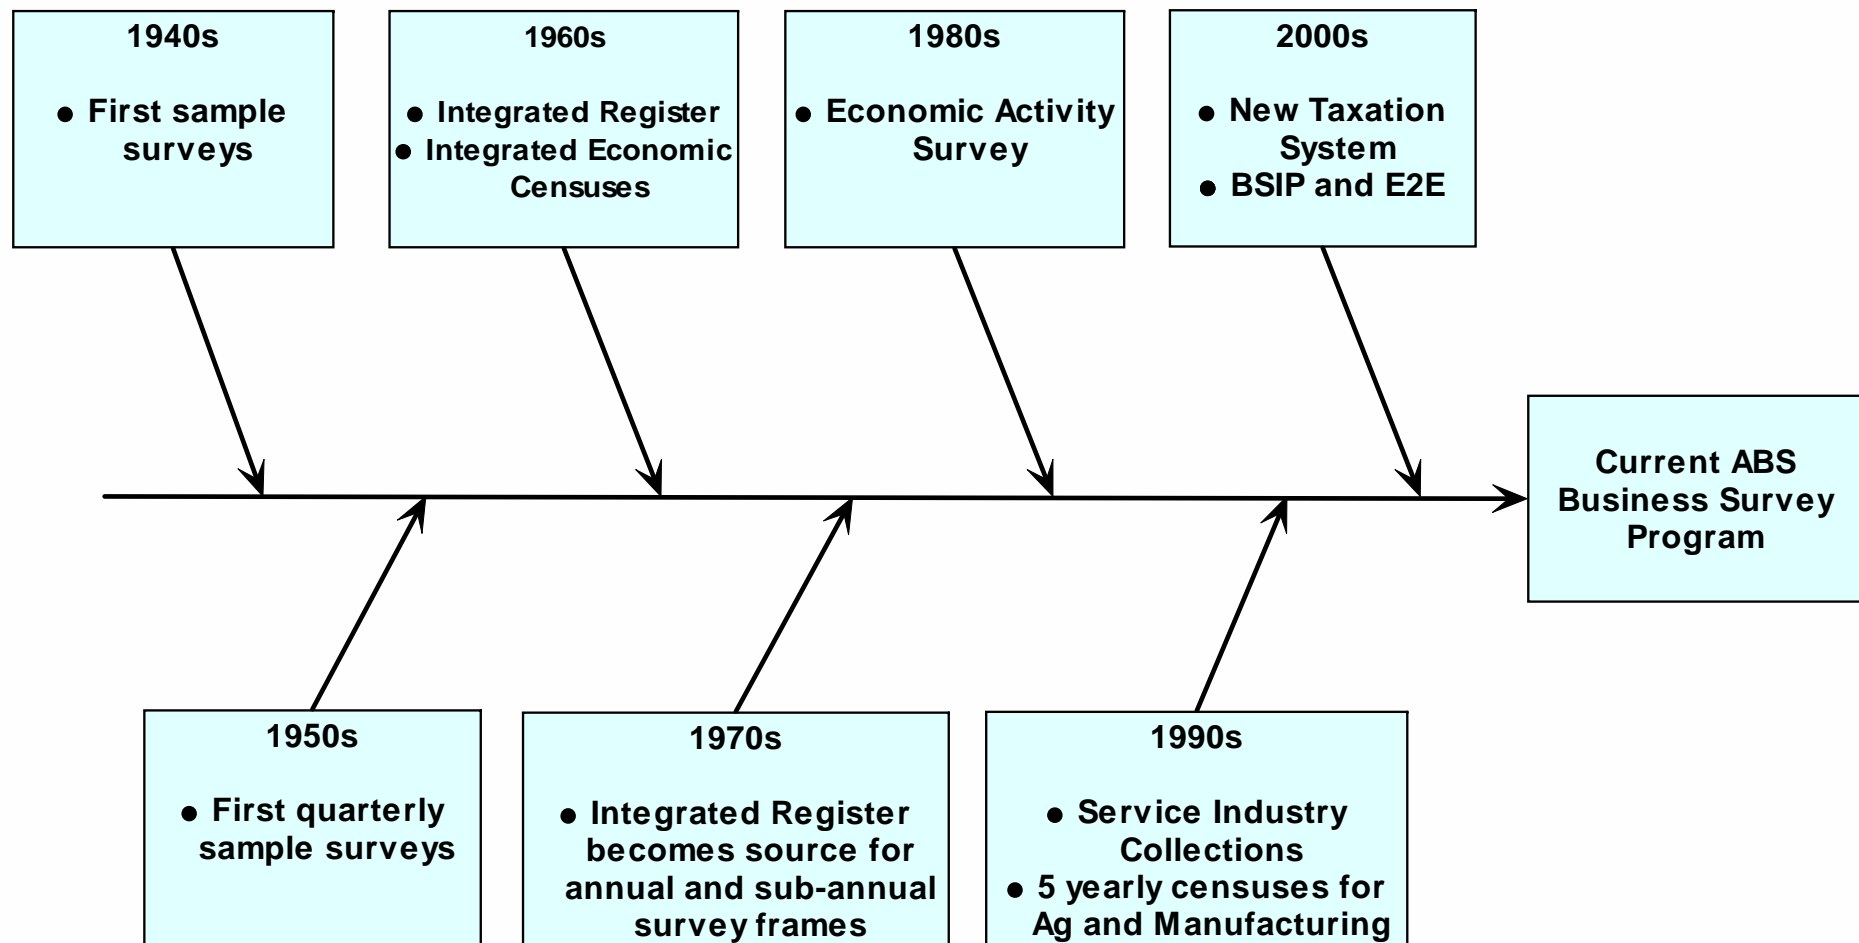 1940s
● First sample
surveys
1960s
● Integrated Register
● Integrated Economic
Censuses
1980s
● Economic Activity
Survey
2000s
● New Taxation
System
● BSIP and E2E
Current ABS
Business Survey
Program
1950s
● First quarterly
sample surveys
1970s
● Integrated Register
becomes source for
annual and sub-annual
survey frames
1990s
● Service Industry
Collections
● 5 yearly censuses for
Ag and Manufacturing